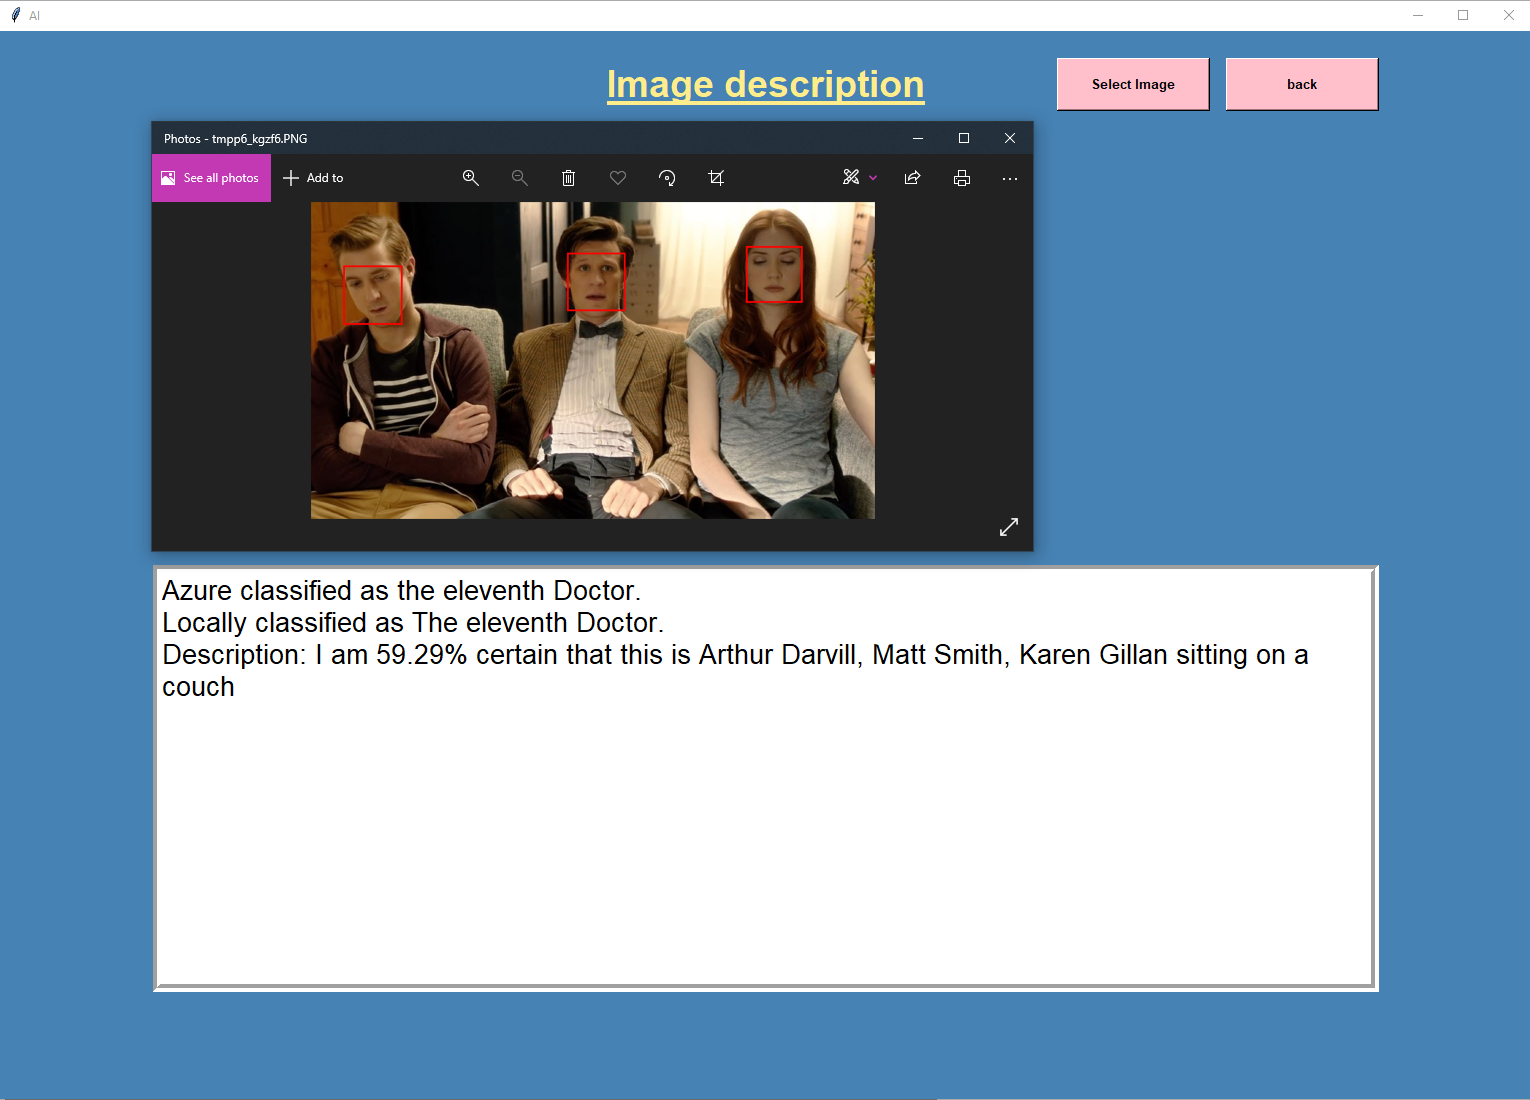 AI
Image description
Select Image
back
Photos - tmpp6_kgzf6.PNG
See all photos
Add to
Azure classified as the eleventh Doctor.
Locally classified as The eleventh Doctor.
Description: I am 59.29% certain that this is Arthur Darvill, Matt Smith, Karen Gillan sitting on a
couch